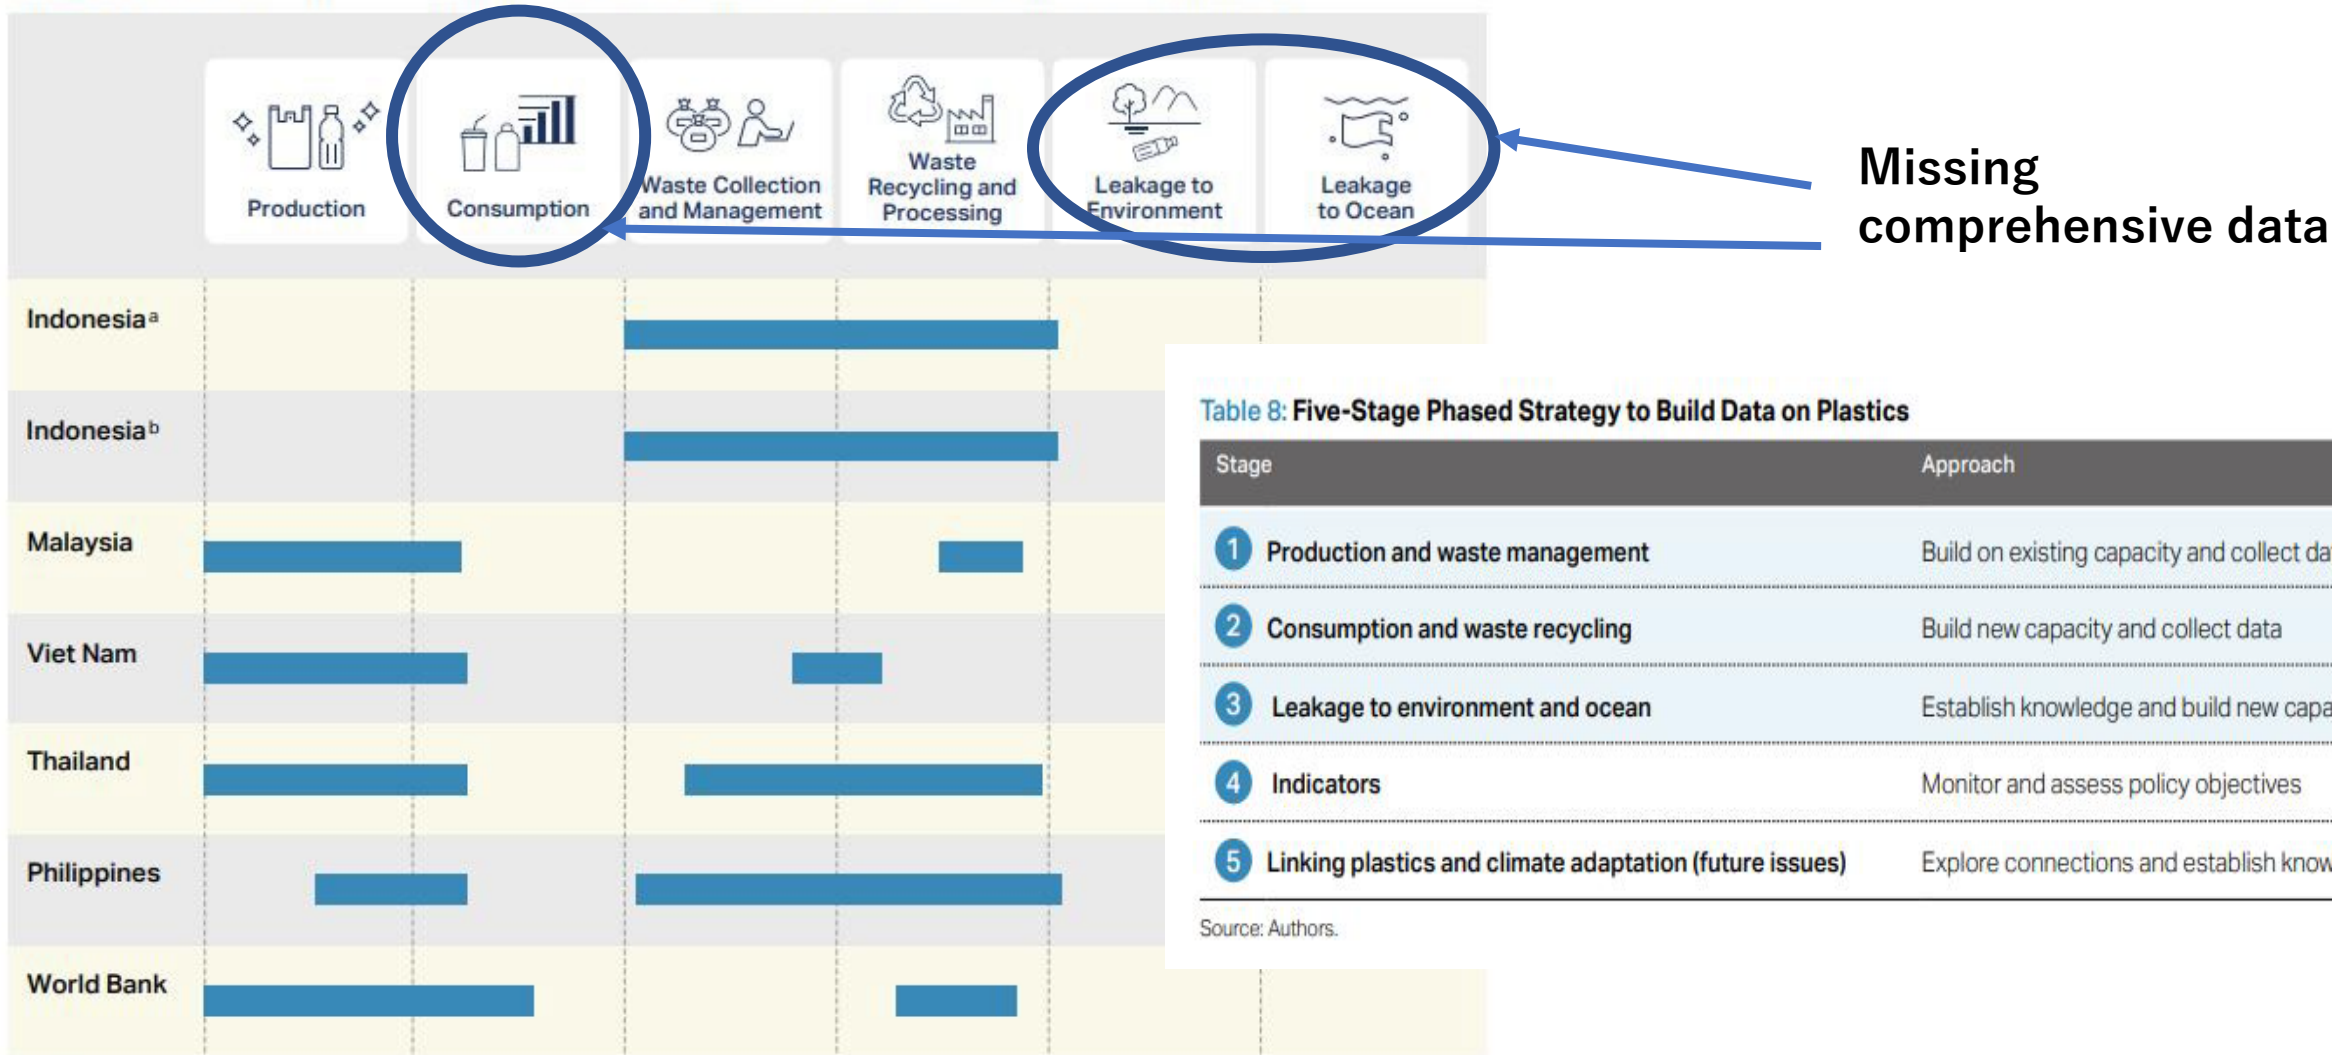 Production
Consumption
Waste Collection
and Management
Waste
Recycling and
Processing
Leakage to
Environment
Leakage
to Ocean
Missing
comprehensive data
Indonesiaᵃ
Indonesiaᵇ
Malaysia
Viet Nam
Thailand
Philippines
World Bank
Table 8: Five-Stage Phased Strategy to Build Data on Plastics
Stage Approach
1 Production and waste management Build on existing capacity and collect da
2 Consumption and waste recycling Build new capacity and collect data
3 Leakage to environment and ocean Establish knowledge and build new capa
4 Indicators Monitor and assess policy objectives
5 Linking plastics and climate adaptation (future issues) Explore connections and establish know
Source: Authors.